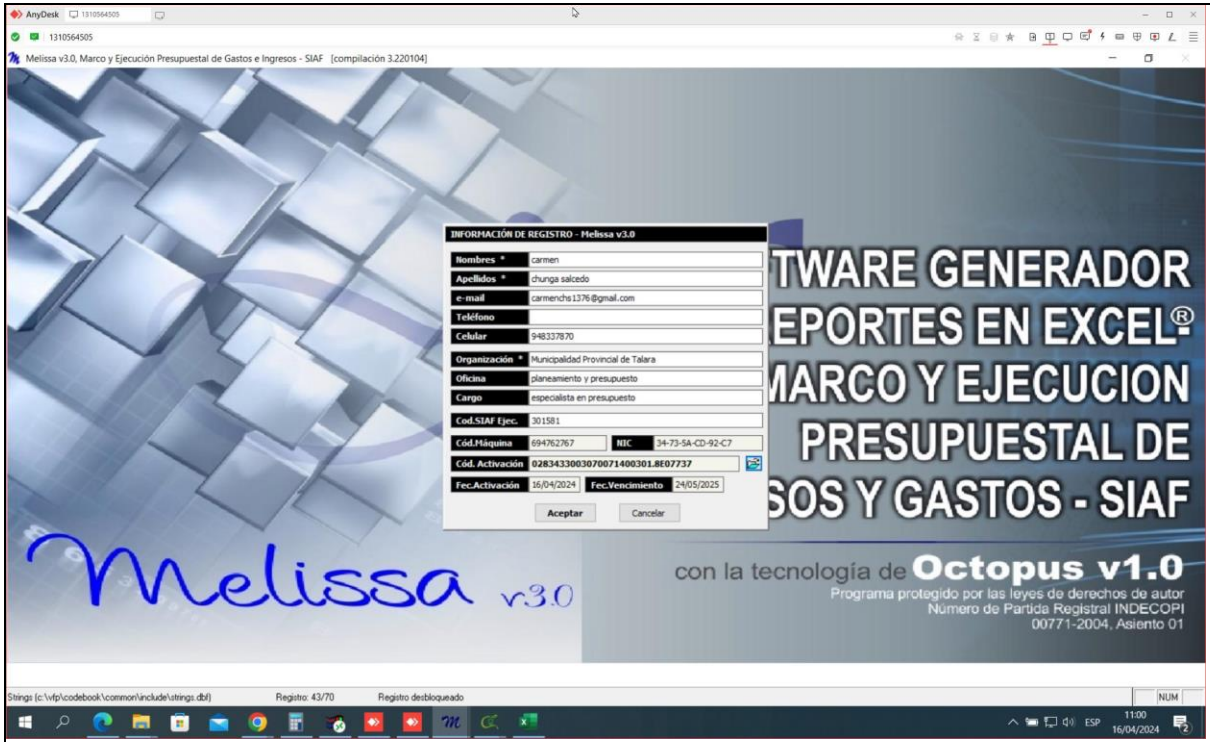 AnyDesk 1310564505
1310564505
Melissa v3.0, Marco y Ejecución Presupuestal de Gastos e Ingresos - SIAF [compilación 3.220104]
INFORMACIÓN DE REGISTRO - Melissa v3.0
Nombres * carmen
Apellidos * chunga salcedo
e-mail carmenchs1376@gmail.com
Teléfono
Celular 948337870
Organización * Municipalidad Provincial de Talara
Oficina planeamiento y presupuesto
Cargo especialista en presupuesto
Cod.SIAF Ejec. 301581
Cód.Máquina 694762767 NIC 34-73-5A-CD-92-C7
Cód. Activación 0283433003070071400301.8E07737
Fec.Activación 16/04/2024 Fec.Vencimiento 24/05/2025
Aceptar Cancelar
TWARE GENERADOR
EPORTES EN EXCEL®
MARCO Y EJECUCION
PRESUPUESTAL DE
SOS Y GASTOS - SIAF
Melissa v3.0
con la tecnología de Octopus v1.0
Programa protegido por las leyes de derechos de autor
Número de Partida Registral INDECOPI
00771-2004, Asiento 01
Strings (c:\vfp\codebook\common\include\strings.dbf) Registro: 43/70 Registro desbloqueado NUM
ESP 11:00
16/04/2024